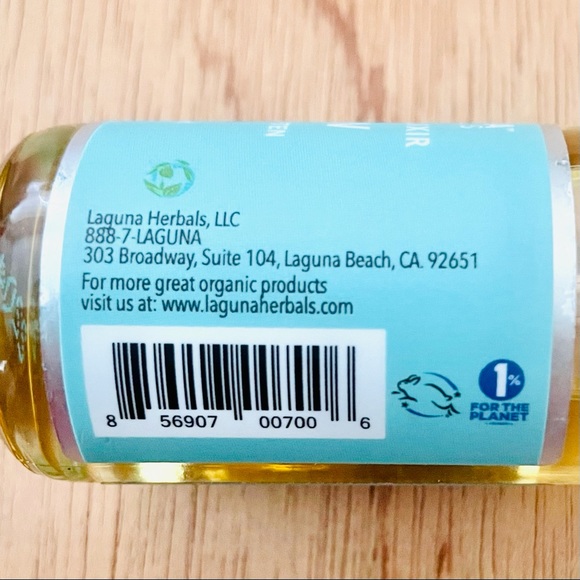 Laguna Herbals, LLC
888-7-LAGUNA
303 Broadway, Suite 104, Laguna Beach, CA. 92651
For more great organic products
visit us at: www.lagunaherbals.com
8 56907 00700 6
1%
FOR THE
PLANET